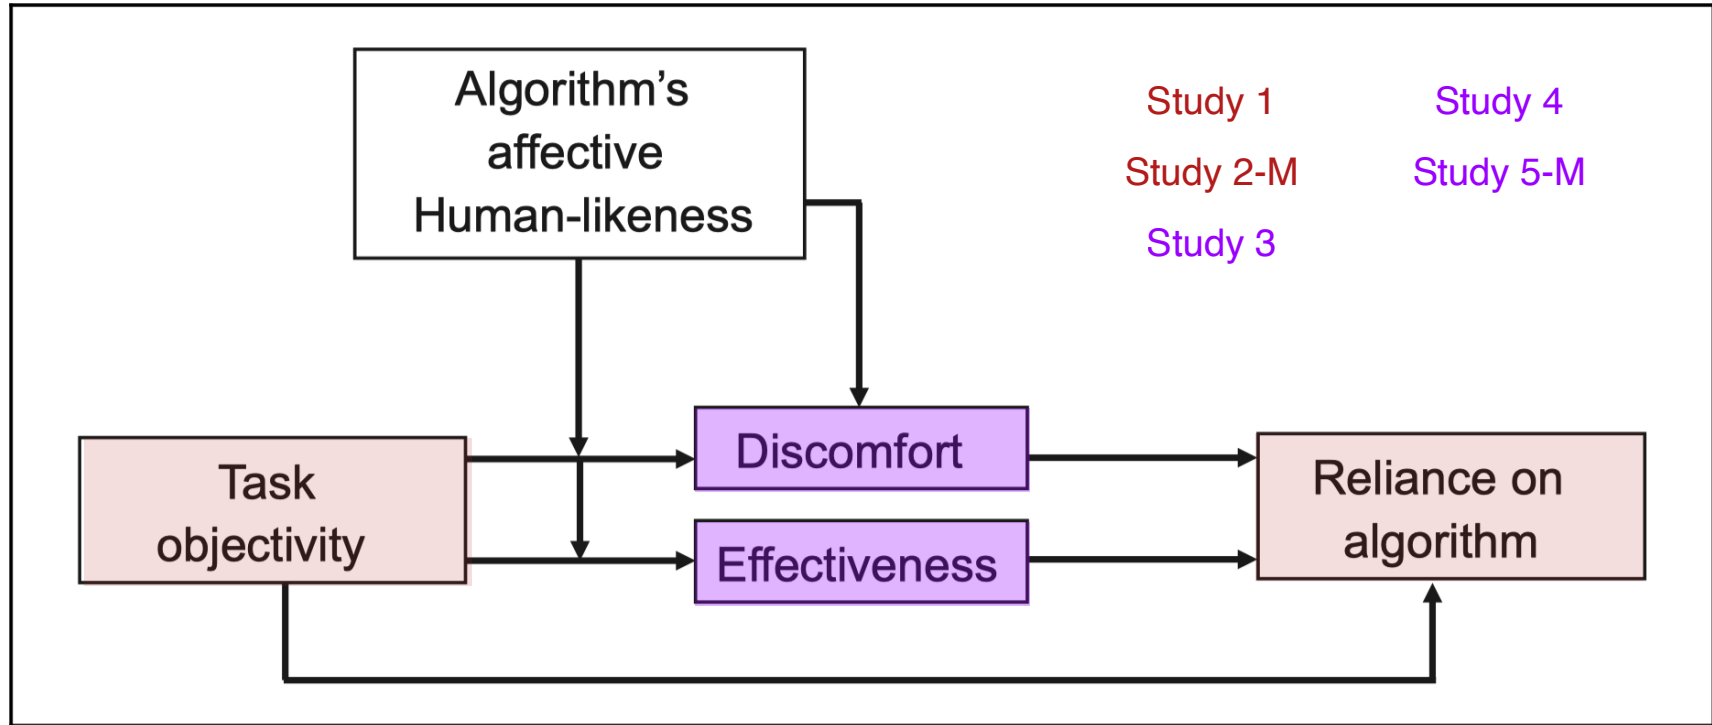 Algorithm’s
affective
Human-likeness
Study 1
Study 4
Study 2-M
Study 5-M
Study 3
Discomfort
Task
objectivity
Effectiveness
Reliance on
algorithm